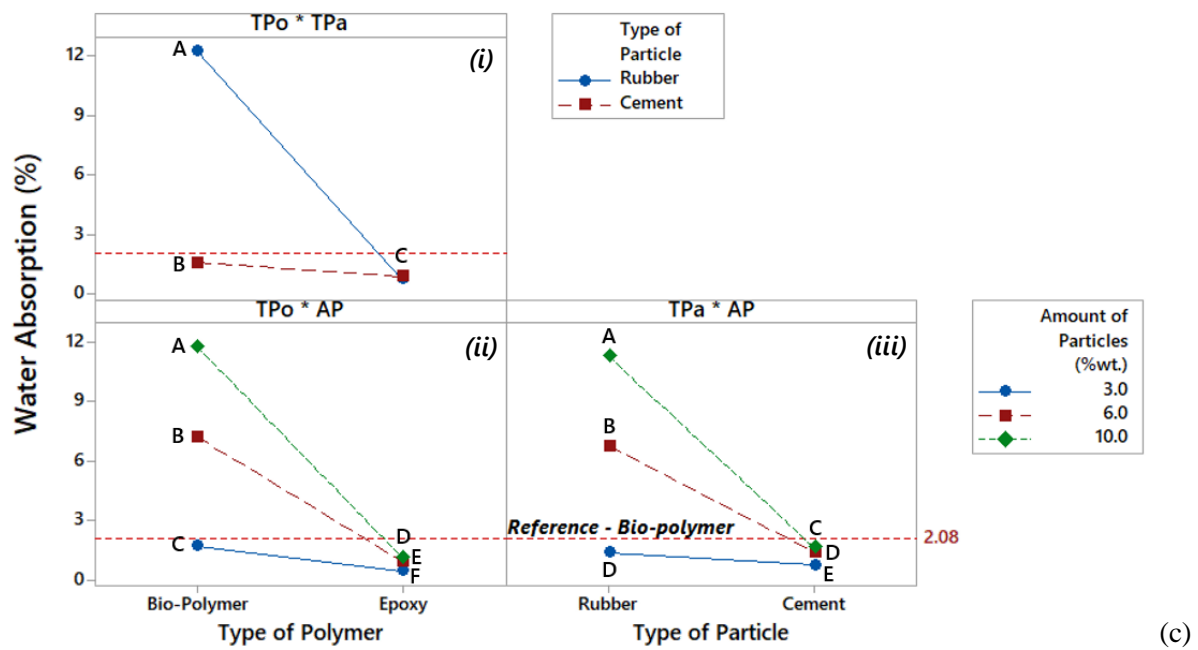 TPo * TPa
(i)
A
B
C
12
9
6
3
0
Type of
Particle
Rubber
Cement
Water Absorption (%)
TPo * AP
(ii)
A
B
C
D
E
F
12
9
6
3
0
Bio-Polymer
Epoxy
Type of Polymer
TPa * AP
(iii)
A
B
Reference - Bio-polymer
C
D
D
E
2.08
Rubber
Cement
Type of Particle
Amount of
Particles
(%wt.)
3.0
6.0
10.0
(c)